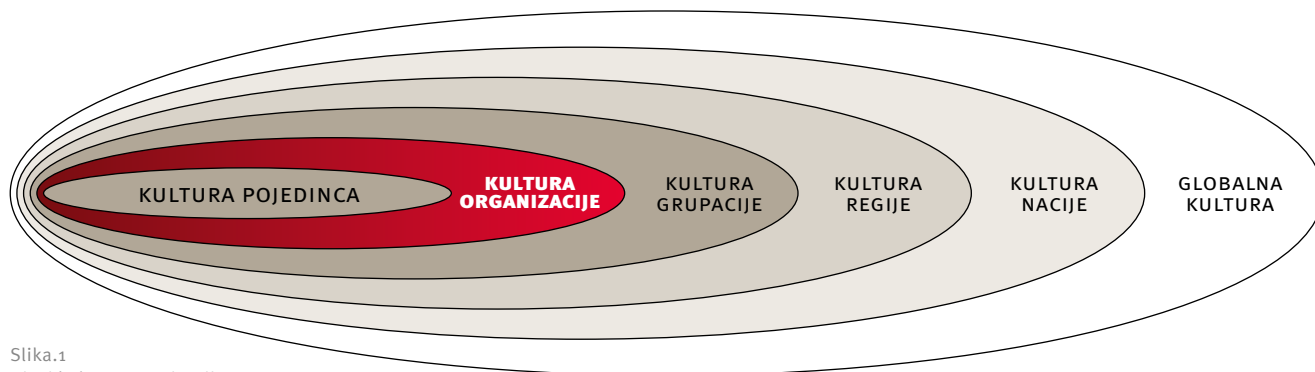 KULTURA POJEDINCA
KULTURA
ORGANIZACIJE
KULTURA
GRUPACIJE
KULTURA
REGIJE
KULTURA
NACIJE
GLOBALNA
KULTURA
Slika.1